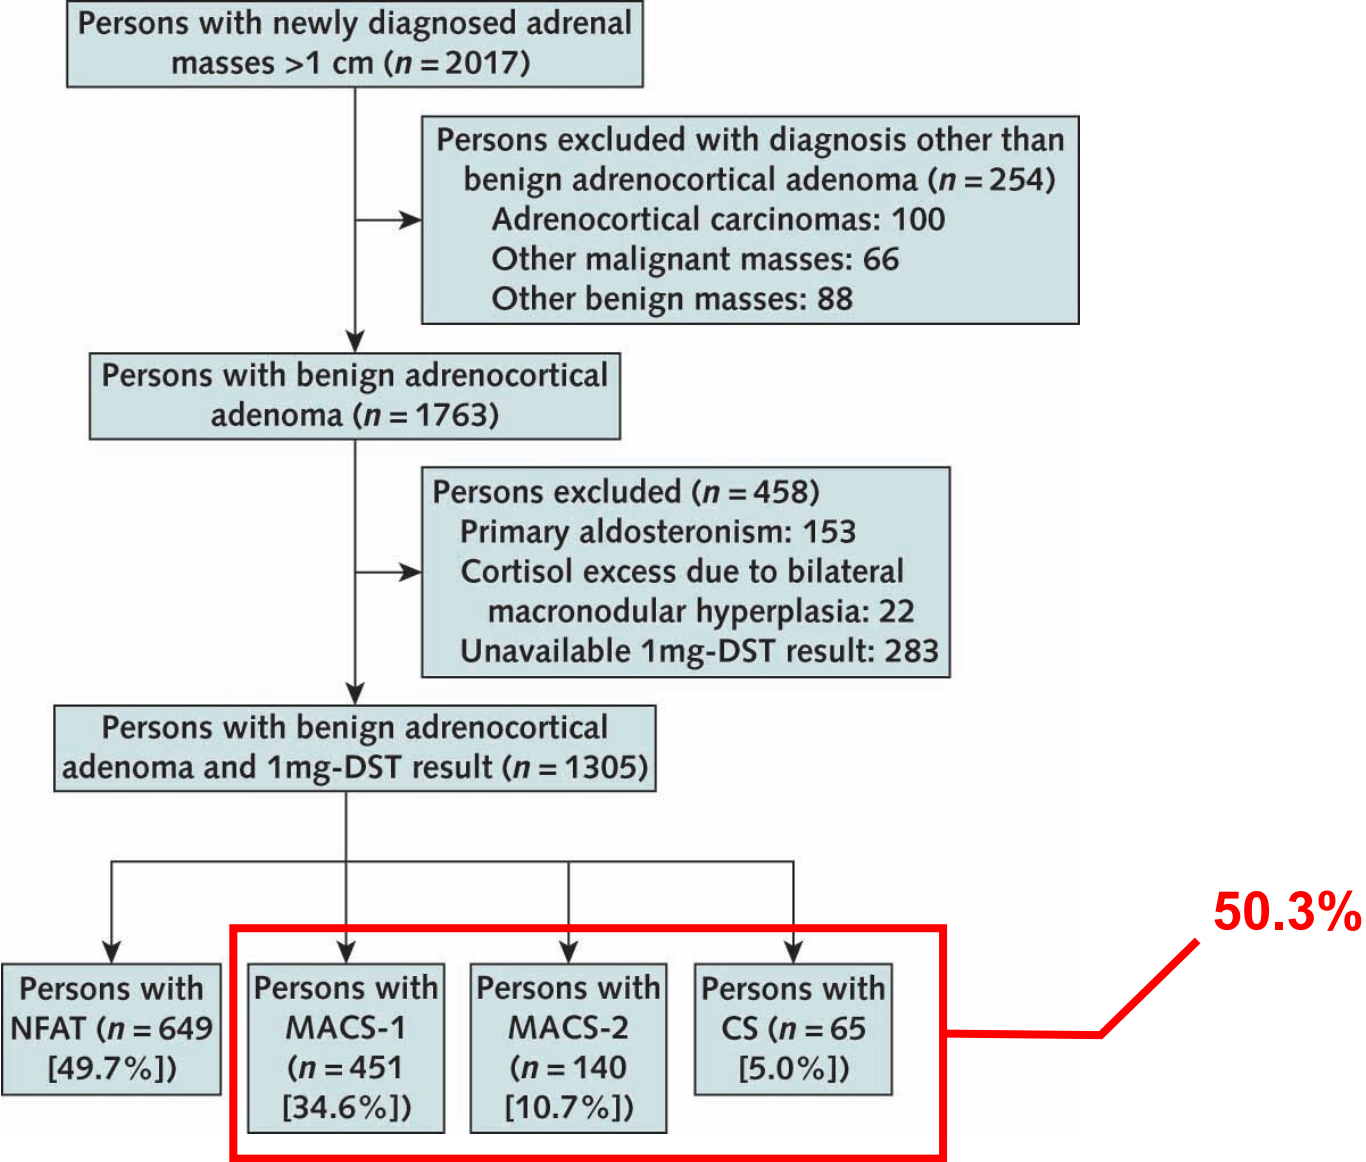 Persons with newly diagnosed adrenal
masses >1 cm (n = 2017)
Persons excluded with diagnosis other than
benign adrenocortical adenoma (n = 254)
Adrenocortical carcinomas: 100
Other malignant masses: 66
Other benign masses: 88
Persons with benign adrenocortical
adenoma (n = 1763)
Persons excluded (n = 458)
Primary aldosteronism: 153
Cortisol excess due to bilateral
macronodular hyperplasia: 22
Unavailable 1mg-DST result: 283
Persons with benign adrenocortical
adenoma and 1mg-DST result (n = 1305)
50.3%
Persons with
NFAT (n = 649
[49.7%])
Persons with
MACS-1
(n = 451
[34.6%])
Persons with
MACS-2
(n = 140
[10.7%])
Persons with
CS (n = 65
[5.0%])